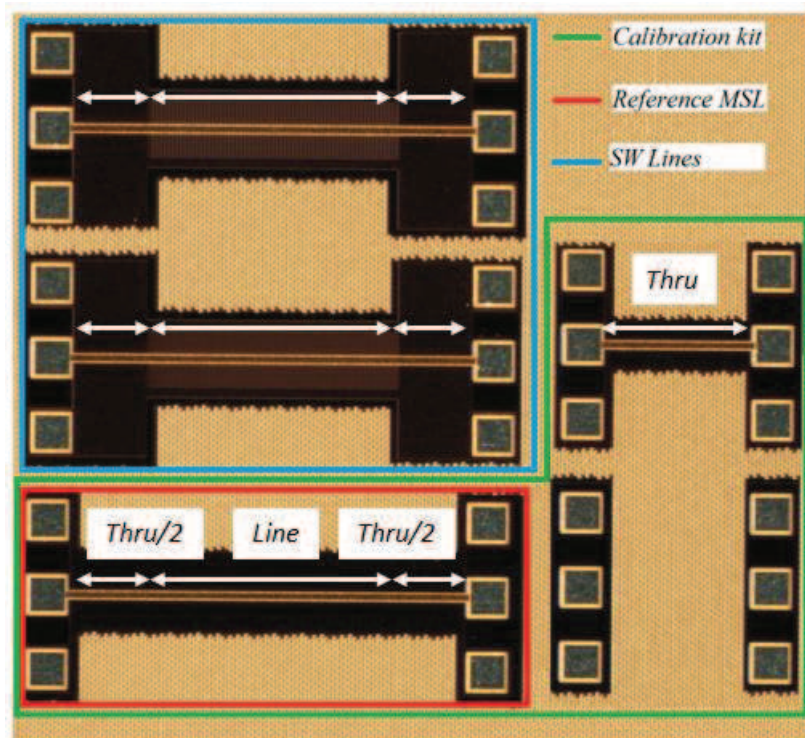 Calibration kit
Reference MSL
SW Lines
Thru
Thru/2 Line Thru/2